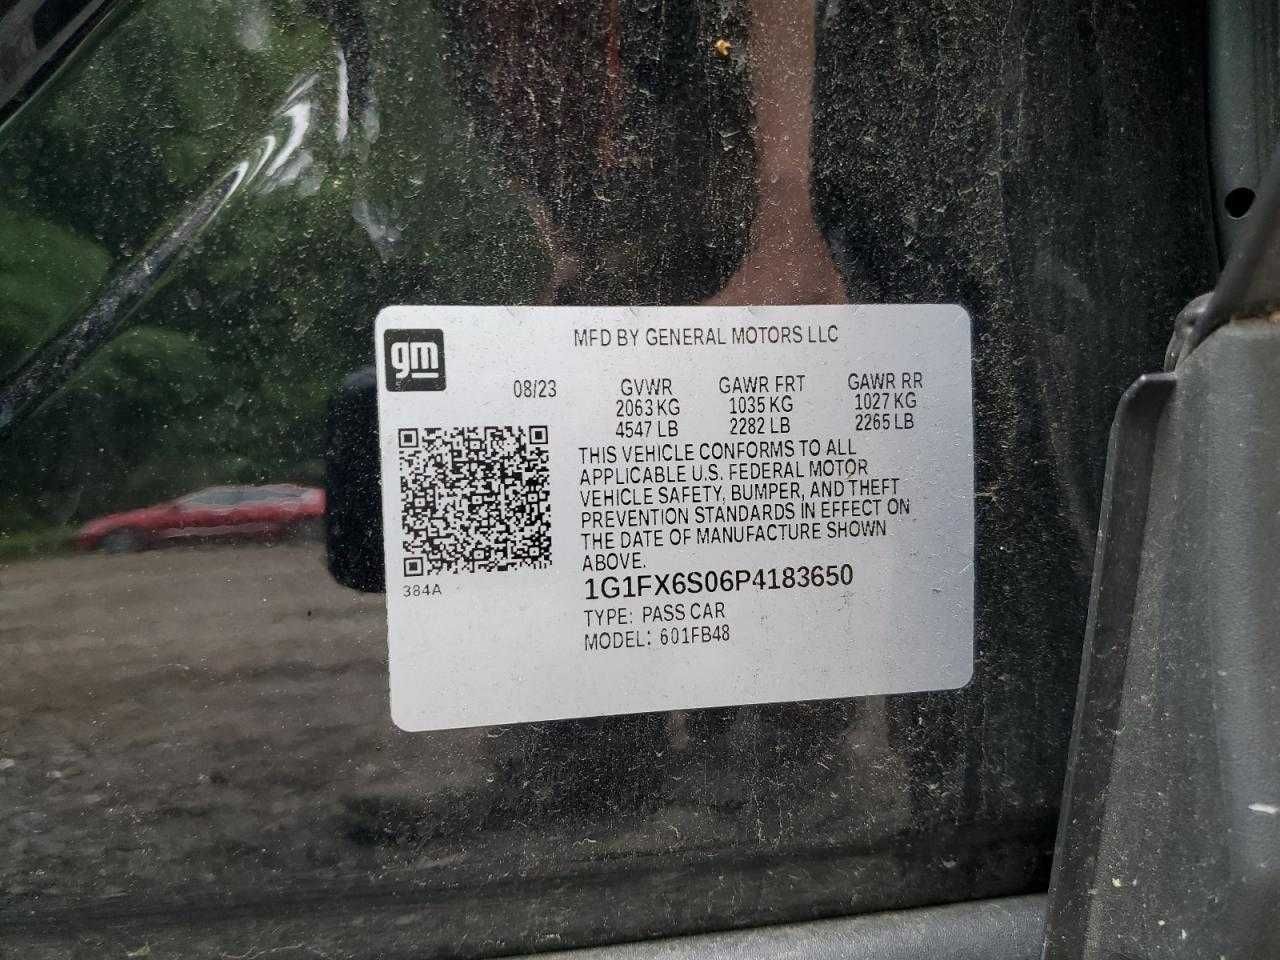 MFD BY GENERAL MOTORS LLC
gm
08/23 GVWR GAWR FRT GAWR RR
2063 KG 1035 KG 1027 KG
4547 LB 2282 LB 2265 LB
THIS VEHICLE CONFORMS TO ALL
APPLICABLE U.S. FEDERAL MOTOR
VEHICLE SAFETY, BUMPER, AND THEFT
PREVENTION STANDARDS IN EFFECT ON
THE DATE OF MANUFACTURE SHOWN
ABOVE.
384A
1G1FX6S06P4183650
TYPE: PASS CAR
MODEL: 601FB48